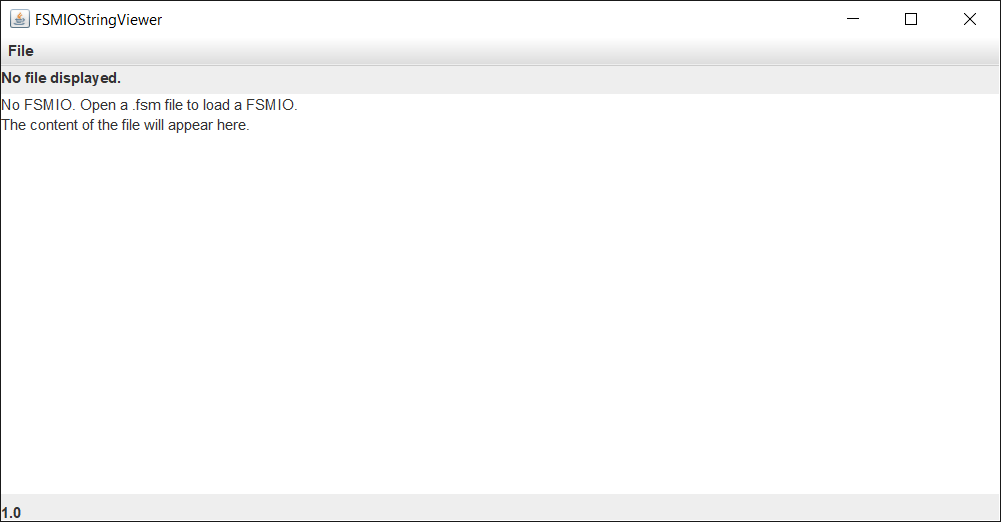 FSMIOStringViewer
File
No file displayed.
No FSMIO. Open a .fsm file to load a FSMIO.
The content of the file will appear here.
1.0